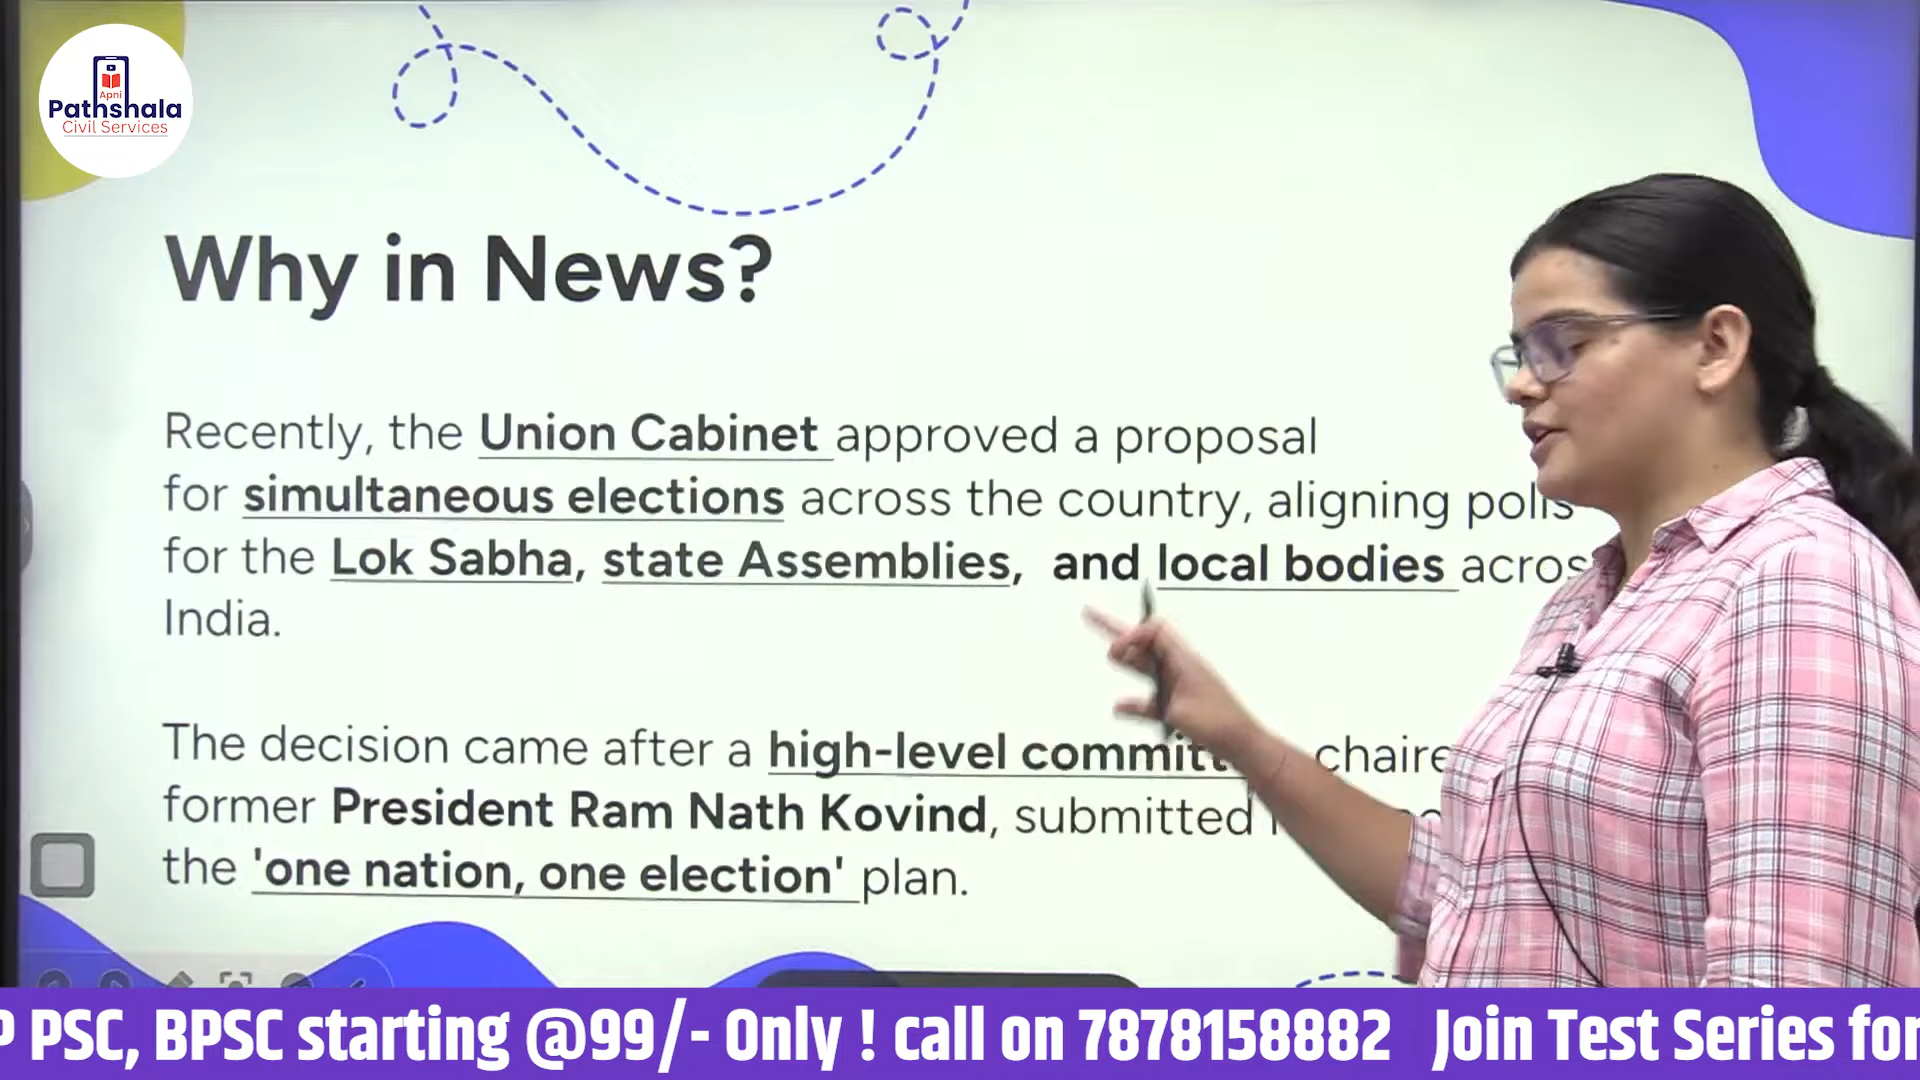 Apni
Pathshala
Civil Services
Why in News?
Recently, the Union Cabinet approved a proposal
for simultaneous elections across the country, aligning polls
for the Lok Sabha, state Assemblies, and local bodies
India.
The decision came after a high-level
former President Ram Nath Kovind, submitted
the 'one nation, one election' plan.
PSC, BPSC starting @99/- Only ! call on 7878158882 Join Test Series for